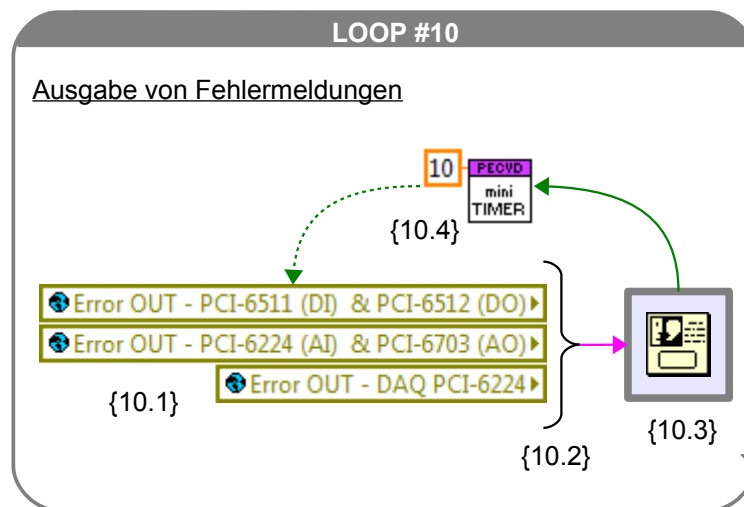 LOOP #10
Ausgabe von Fehlermeldungen
10
PECVD
mini
TIMER
{10.4}
Error OUT - PCI-6511 (DI) & PCI-6512 (DO)
Error OUT - PCI-6224 (AI) & PCI-6703 (AO)
Error OUT - DAQ PCI-6224
{10.1}
{10.2}
{10.3}